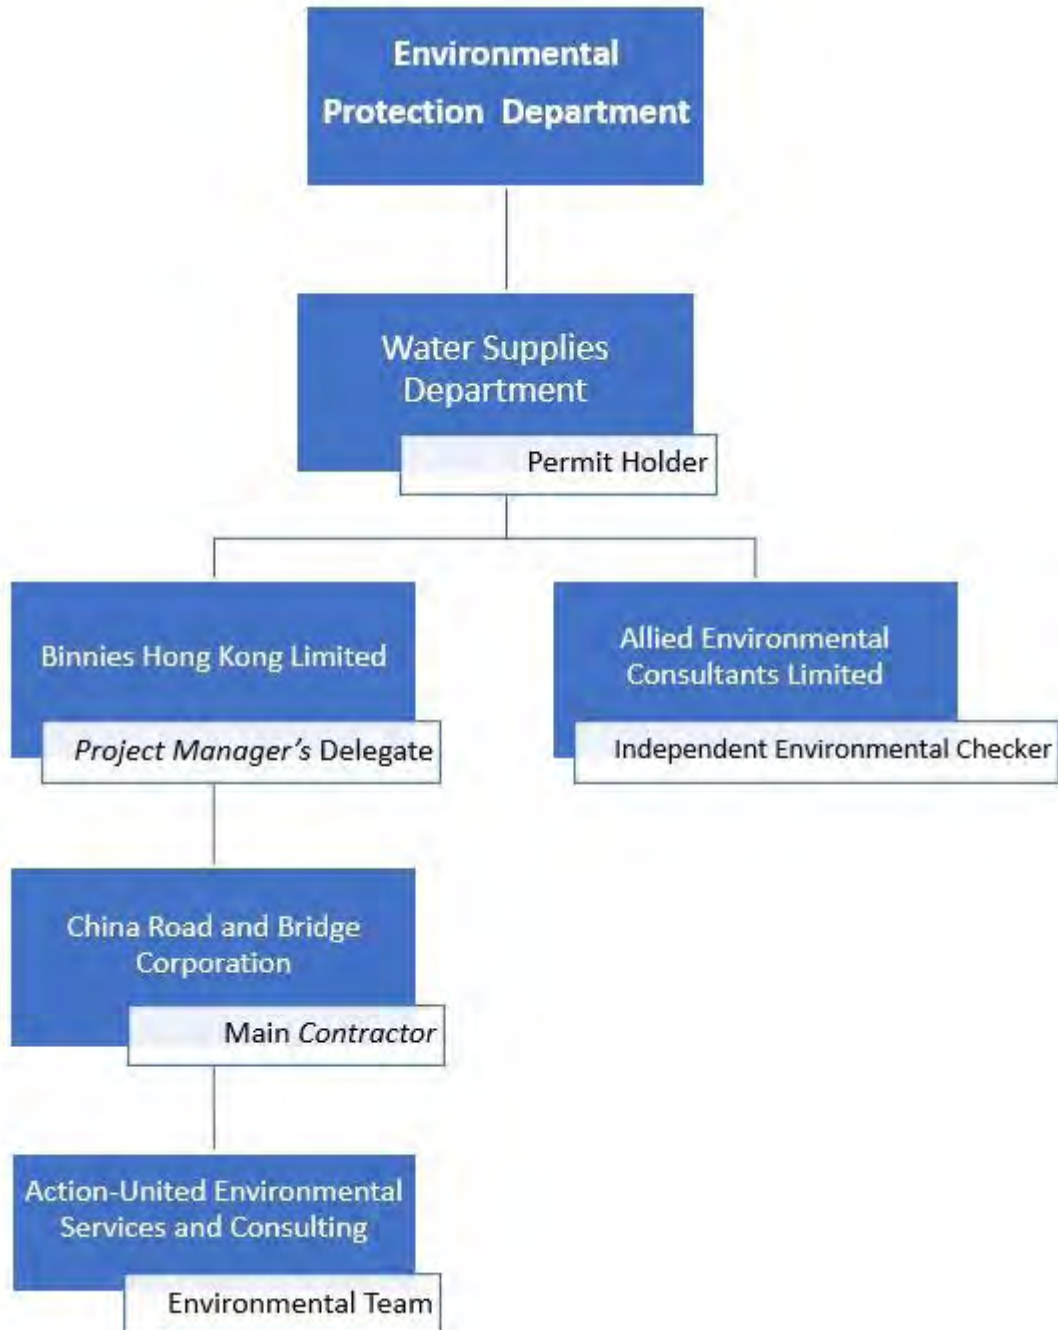 Environmental
Protection Department
Water Supplies
Department
Permit Holder
Binnies Hong Kong Limited
Project Manager’s Delegate
Allied Environmental
Consultants Limited
Independent Environmental Checker
China Road and Bridge
Corporation
Main Contractor
Action-United Environmental
Services and Consulting
Environmental Team